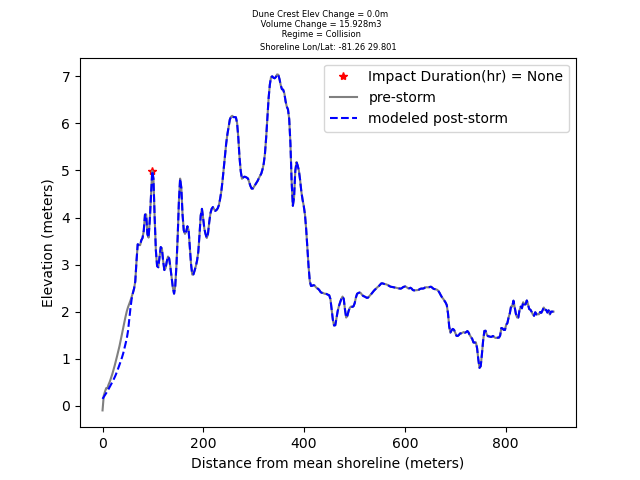 Dune Crest Elev Change = 0.0m
Volume Change = 15.928m3
Regime = Collision
Shoreline Lon/Lat: -81.26 29.801
Impact Duration(hr) = None
pre-storm
modeled post-storm
Elevation (meters)
7
6
5
4
3
2
1
0
0 200 400 600 800
Distance from mean shoreline (meters)